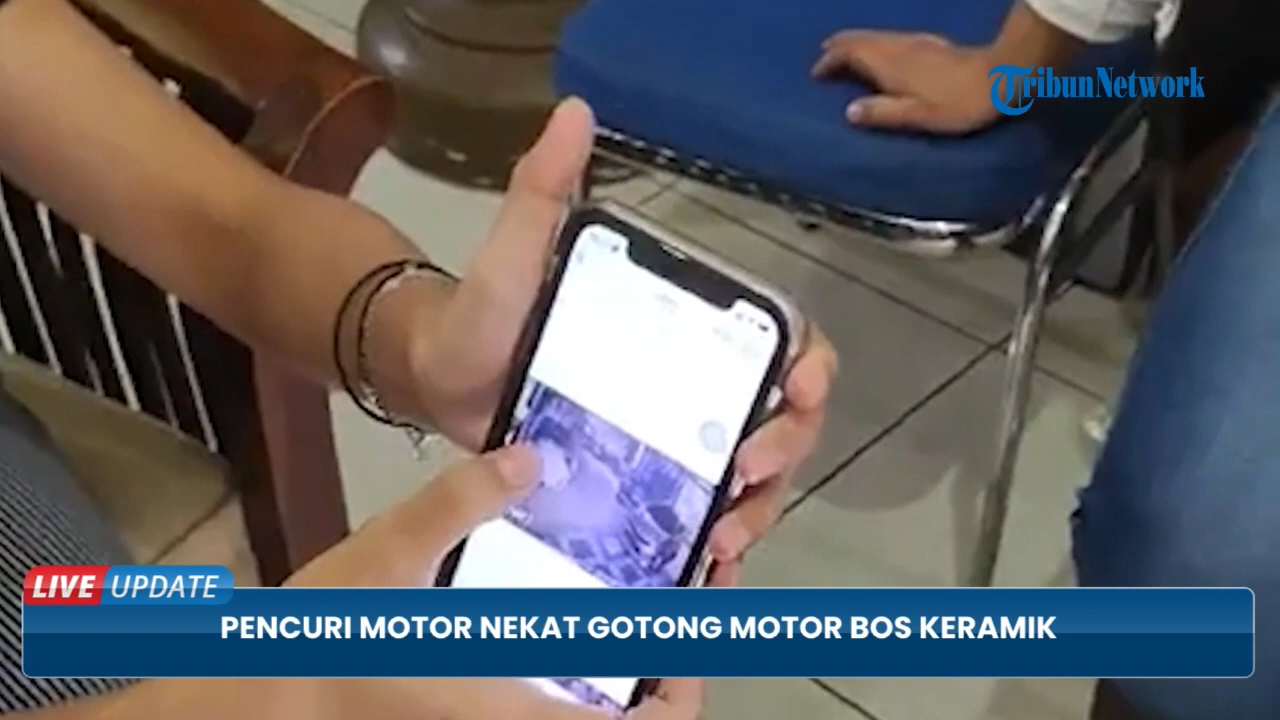 TribunNetwork
LIVE UPDATE
PENCURI MOTOR NEKAT GOTONG MOTOR BOS KERAMIK